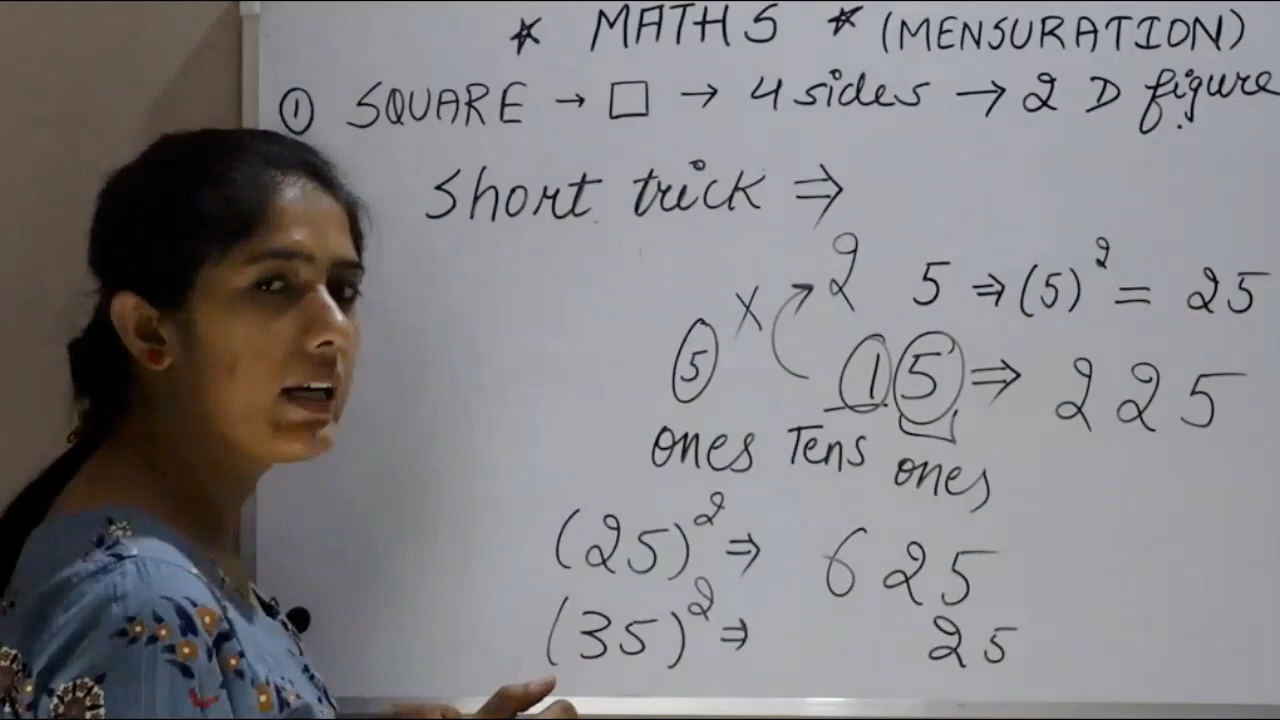 * MATHS * (MENSURATION)
① SQUARE → □ → 4 sides → 2 D figure
Short trick ⇒
2 5 ⇒ (5)² = 25
5 × 15 ⇒ 225
ones Tens ones
(25)² ⇒ 625
(35)² ⇒ 25